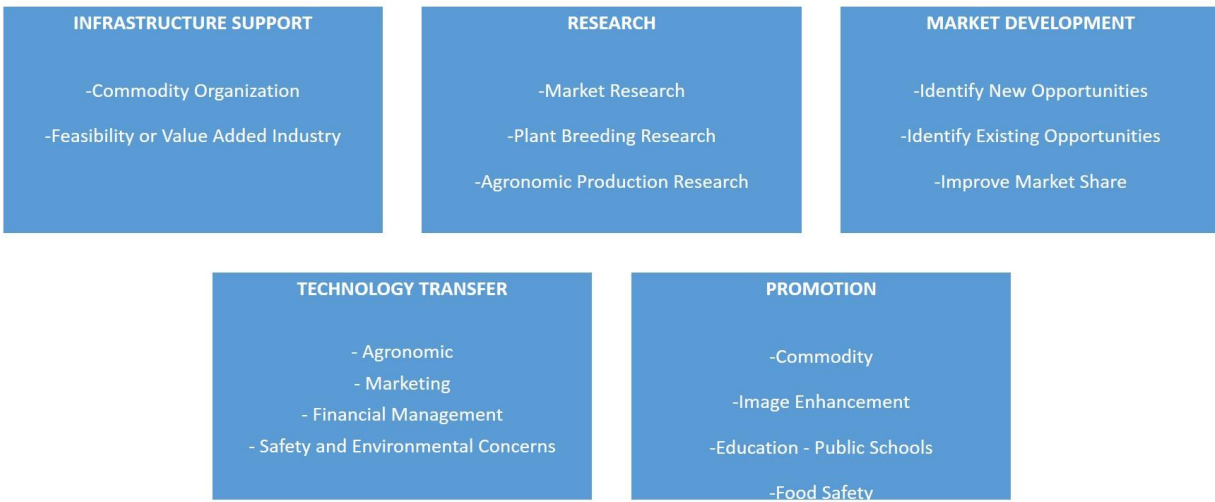 INFRASTRUCTURE SUPPORT
-Commodity Organization
-Feasibility or Value Added Industry
RESEARCH
-Market Research
-Plant Breeding Research
-Agronomic Production Research
MARKET DEVELOPMENT
-Identify New Opportunities
-Identify Existing Opportunities
-Improve Market Share
TECHNOLOGY TRANSFER
- Agronomic
- Marketing
- Financial Management
- Safety and Environmental Concerns
PROMOTION
-Commodity
-Image Enhancement
-Education - Public Schools
-Food Safety